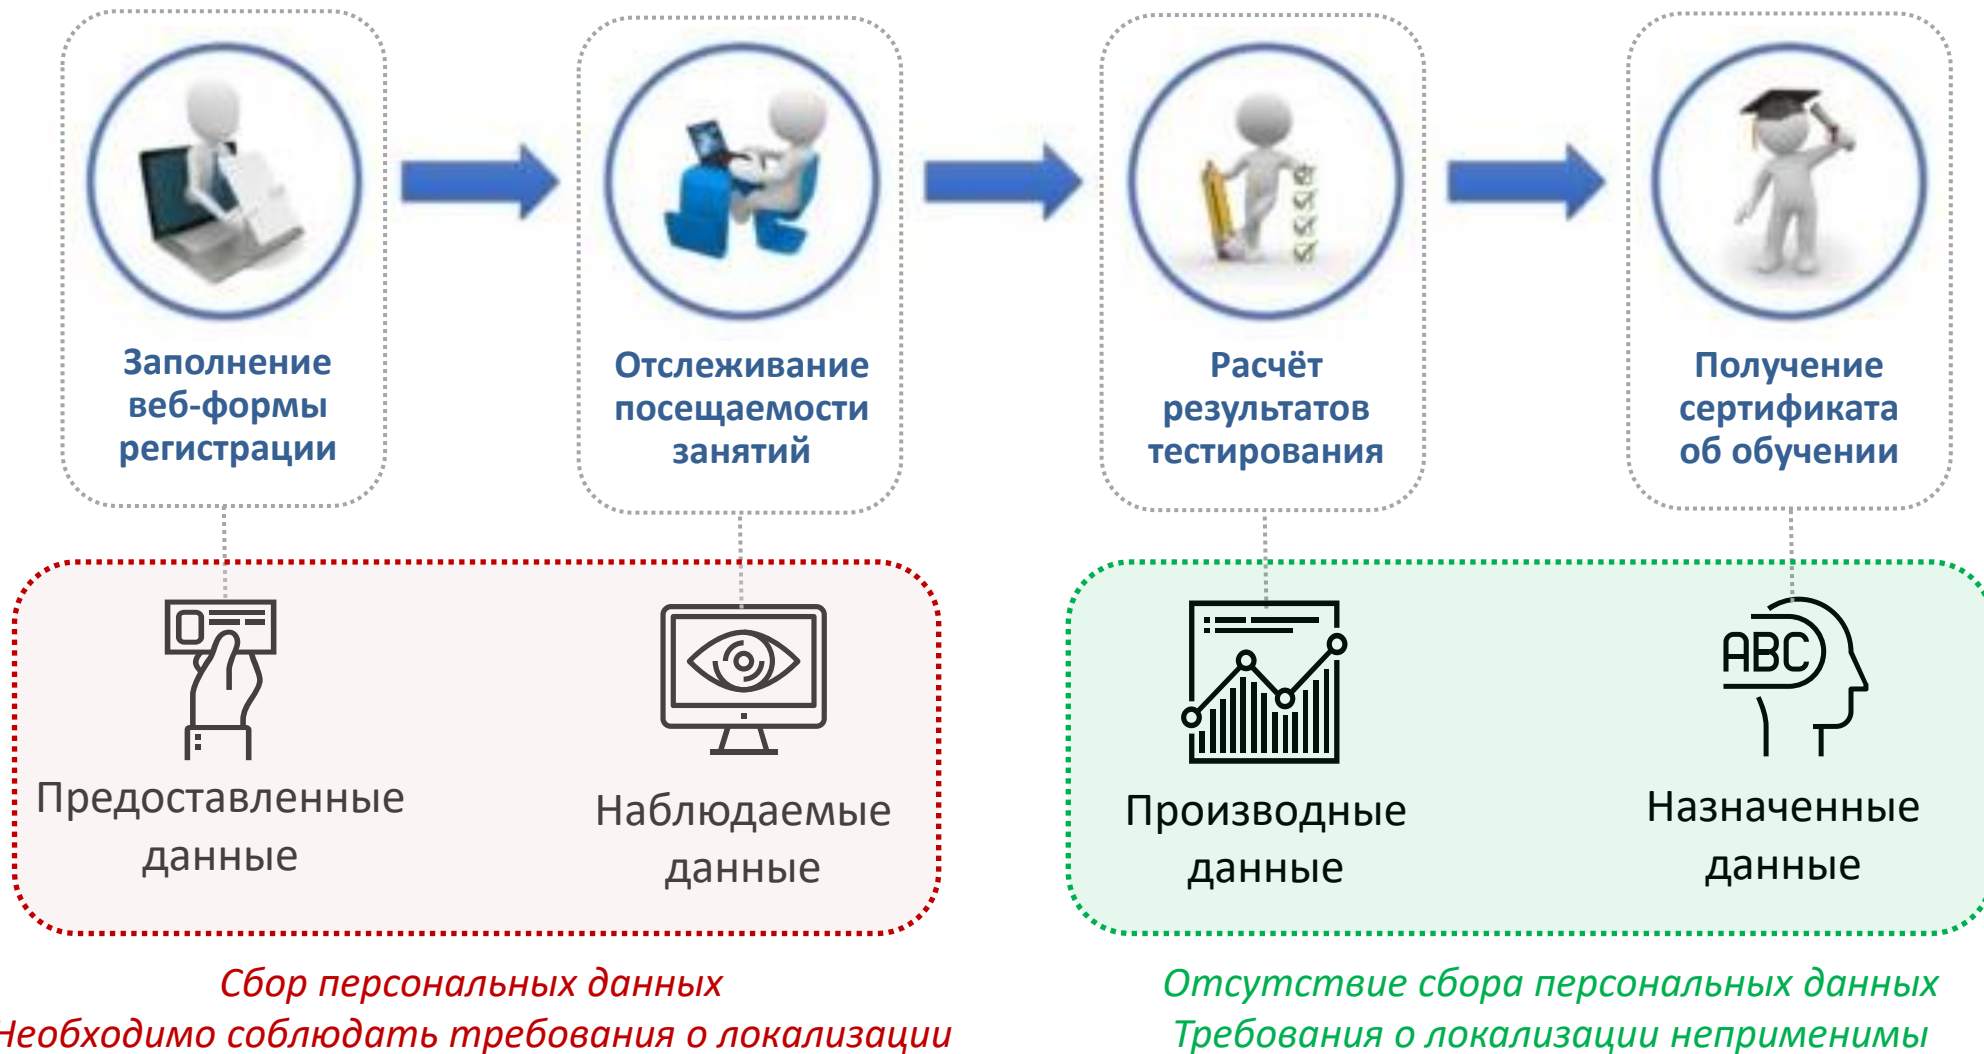 Заполнение
веб-формы
регистрации
Отслеживание
посещаемости
занятий
Расчёт
результатов
тестирования
Получение
сертификата
об обучении
Предоставленные
данные
Наблюдаемые
данные
Производные
данные
ABC
Назначенные
данные
Сбор персональных данных
Необходимо соблюдать требования о локализации
Отсутствие сбора персональных данных
Требования о локализации неприменимы